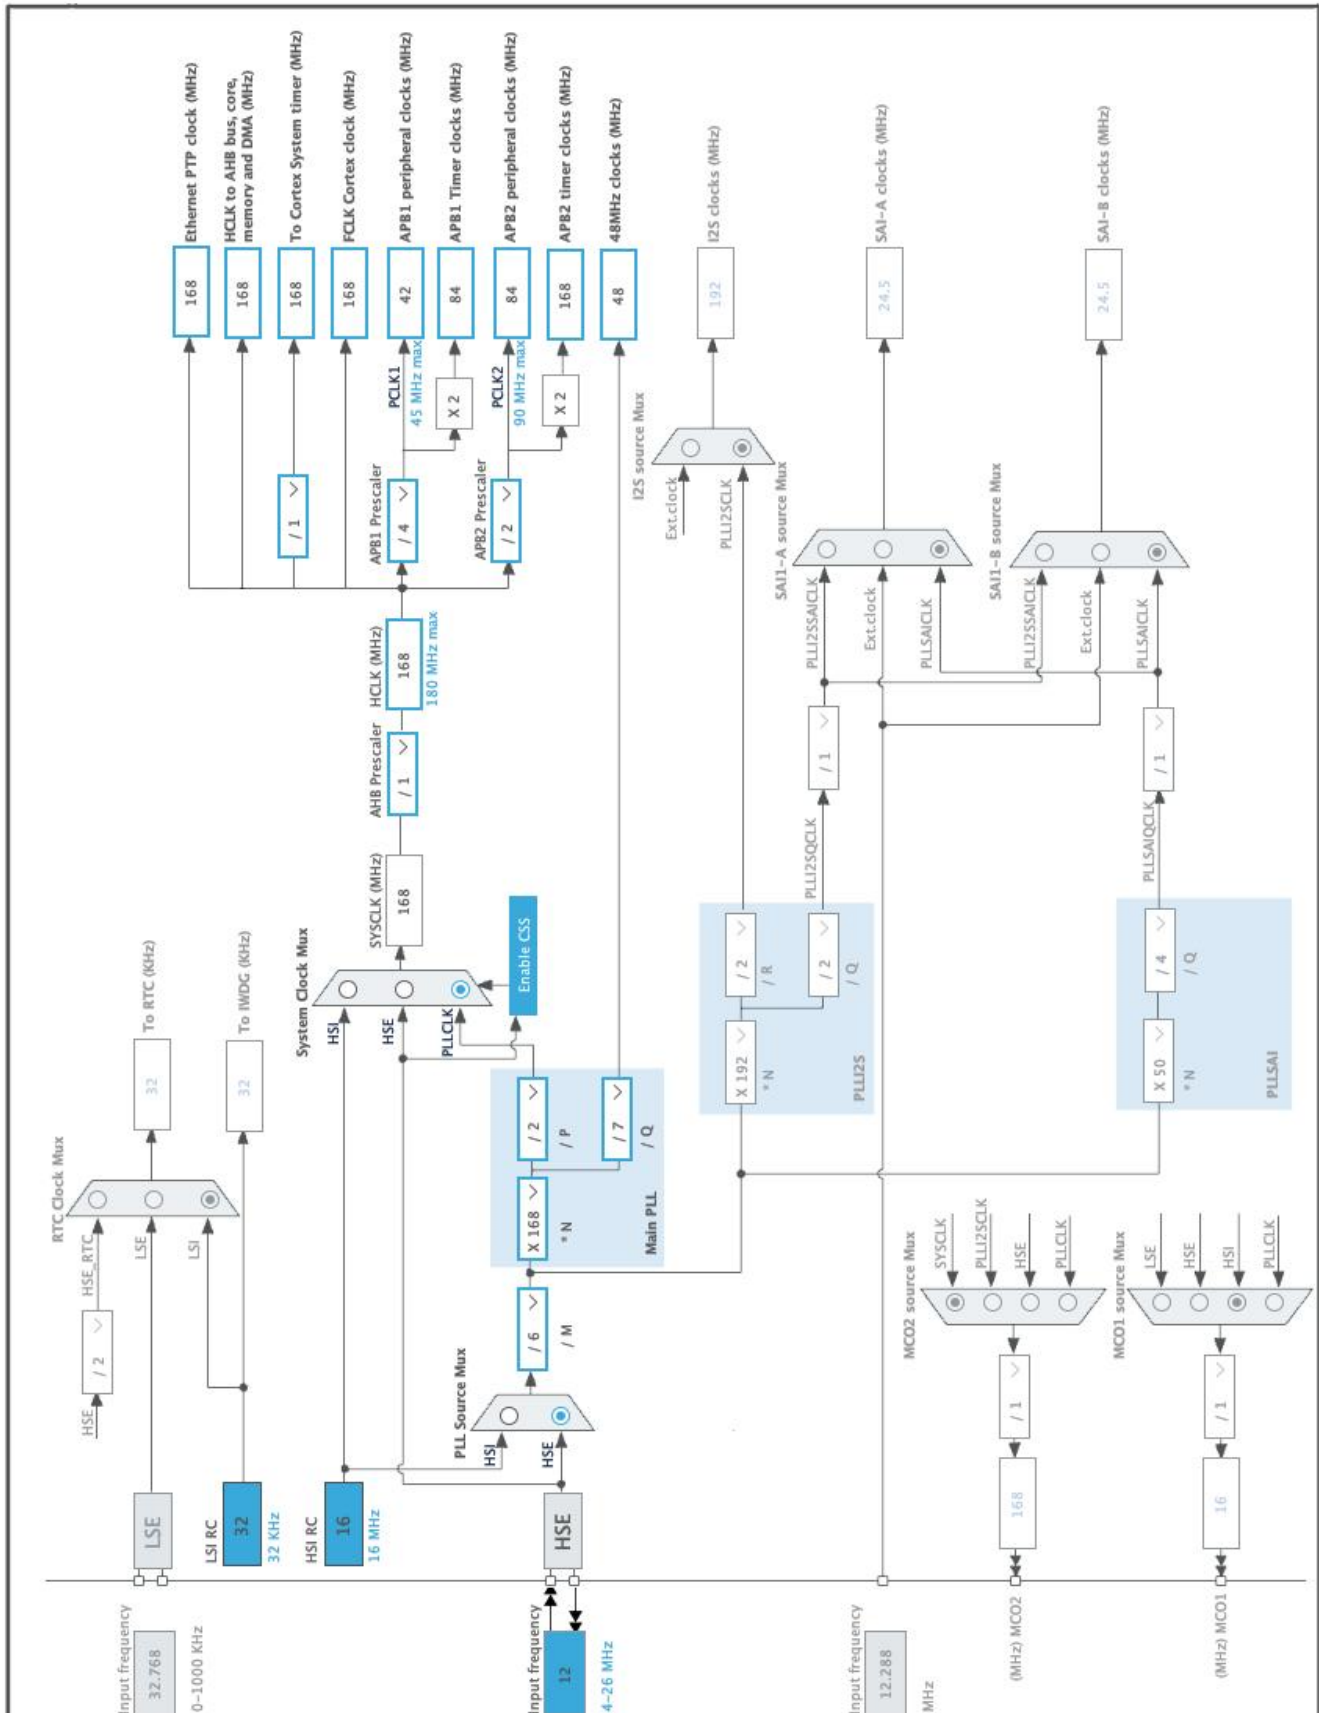 Input frequency
32.768
0-1000 KHz
LSE
HSE
/ 2
HSE_RTC
LSE
LSI
RTC Clock Mux
32
To RTC (KHz)
LSI RC
32
32 KHz
32
To IWDG (KHz)
HSI RC
16
16 MHz
Input frequency
12
4-26 MHz
HSE
PLL Source Mux
HSI
HSE
/ 6
/ M
X 168
* N
/ 2
/ P
/ 7
/ Q
Main PLL
System Clock Mux
HSI
HSE
PLLCLK
Enable CSS
SYSCLK (MHz)
168
AHB Prescaler
/ 1
HCLK (MHz)
168
180 MHz max
/ 1
APB1 Prescaler
/ 4
PCLK1
45 MHz max
X 2
APB2 Prescaler
/ 2
PCLK2
90 MHz max
X 2
168
Ethernet PTP clock (MHz)
168
HCLK to AHB bus, core,
memory and DMA (MHz)
168
To Cortex System timer (MHz)
168
FCLK Cortex clock (MHz)
42
APB1 peripheral clocks (MHz)
84
APB1 Timer clocks (MHz)
84
APB2 peripheral clocks (MHz)
168
APB2 timer clocks (MHz)
48
48MHz clocks (MHz)
X 192
* N
/ 2
/ R
/ 2
/ Q
PLLI2S
I2S source Mux
Ext.clock
PLLI2SCLK
192
I2S clocks (MHz)
PLLI2SQCLK
/ 1
SAI1-A source Mux
PLLI2SSAICLK
Ext.clock
PLLSAICLK
24.5
SAI-A clocks (MHz)
Input frequency
12.288
MHz
X 50
* N
/ 4
/ Q
PLLSAI
PLLSAIQCLK
/ 1
SAI1-B source Mux
PLLI2SSAICLK
Ext.clock
PLLSAICLK
24.5
SAI-B clocks (MHz)
MCO2 source Mux
SYSCLK
PLLI2SCLK
HSE
PLLCLK
/ 1
168
(MHz) MCO2
MCO1 source Mux
LSE
HSE
HSI
PLLCLK
/ 1
16
(MHz) MCO1